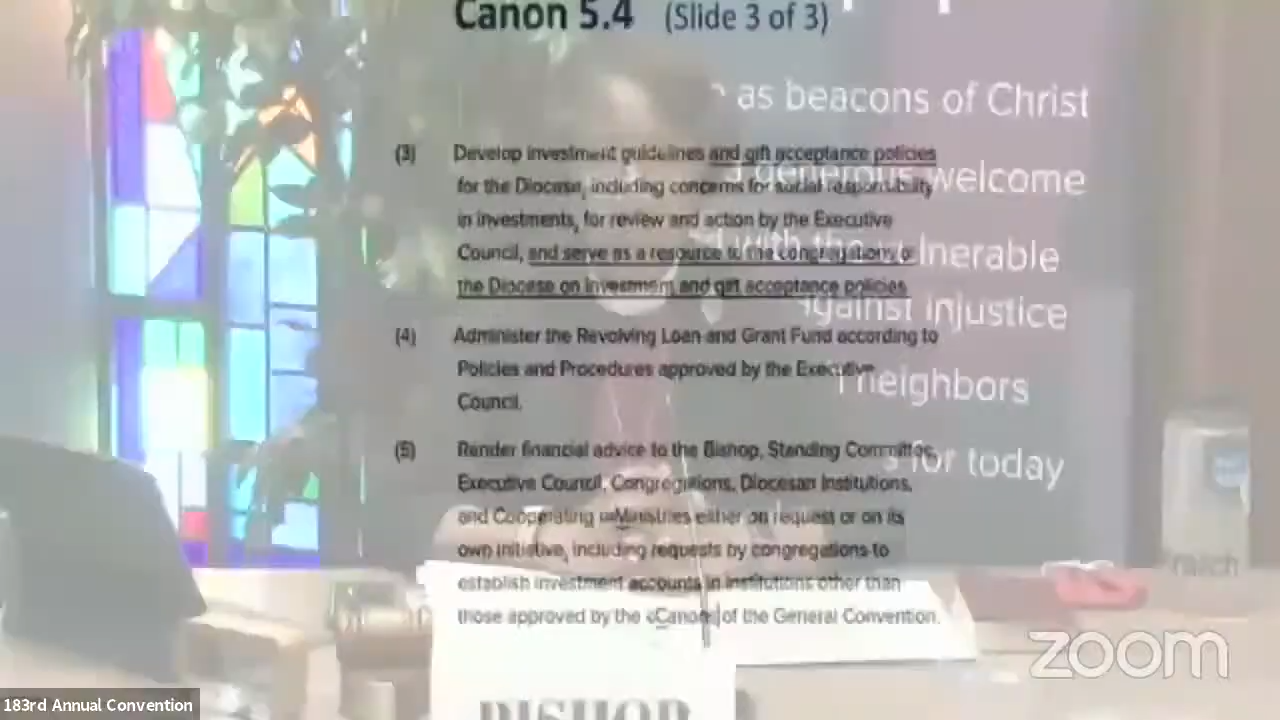 Canon 5.4 (Slide 3 of 3)
as beacons of Christ
(3) Develop investment guidelines and gift acceptance policies
generous welcome
for the Diocese, including concerns for social responsibility
in investments, for review and action by the Executive
with the
Council, and serve as a resource to the congregations of
the Diocese on investment and gift acceptance policies.
against injustice
(4) Administer the Revolving Loan and Grant Fund according to
Policies and Procedures approved by the Executive
neighbors
Council.
(5) Render financial advice to the Bishop, Standing Committee,
for today
Executive Council, Congregations, Diocesan Institutions,
and Cooperating Ministries either on request or on its
own initiative, including requests by congregations to
establish investment accounts in institutions other than
those approved by the Canons of the General Convention.
zoom
BISHOP
183rd Annual Convention